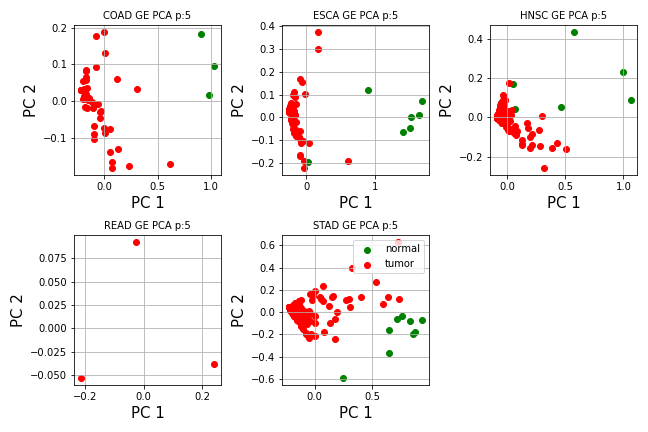 COAD GE PCA p:5
0.2
0.1
0.0
−0.1
PC 2
0.0
0.5
1.0
PC 1
ESCA GE PCA p:5
0.4
0.3
0.2
0.1
0.0
−0.1
−0.2
PC 2
0
1
PC 1
HNSC GE PCA p:5
0.4
0.2
0.0
−0.2
PC 2
0.0
0.5
1.0
PC 1
READ GE PCA p:5
0.075
0.050
0.025
0.000
−0.025
−0.050
PC 2
−0.2
0.0
0.2
PC 1
STAD GE PCA p:5
0.6
0.4
0.2
0.0
−0.2
−0.4
−0.6
PC 2
0.0
0.5
PC 1
normal
tumor